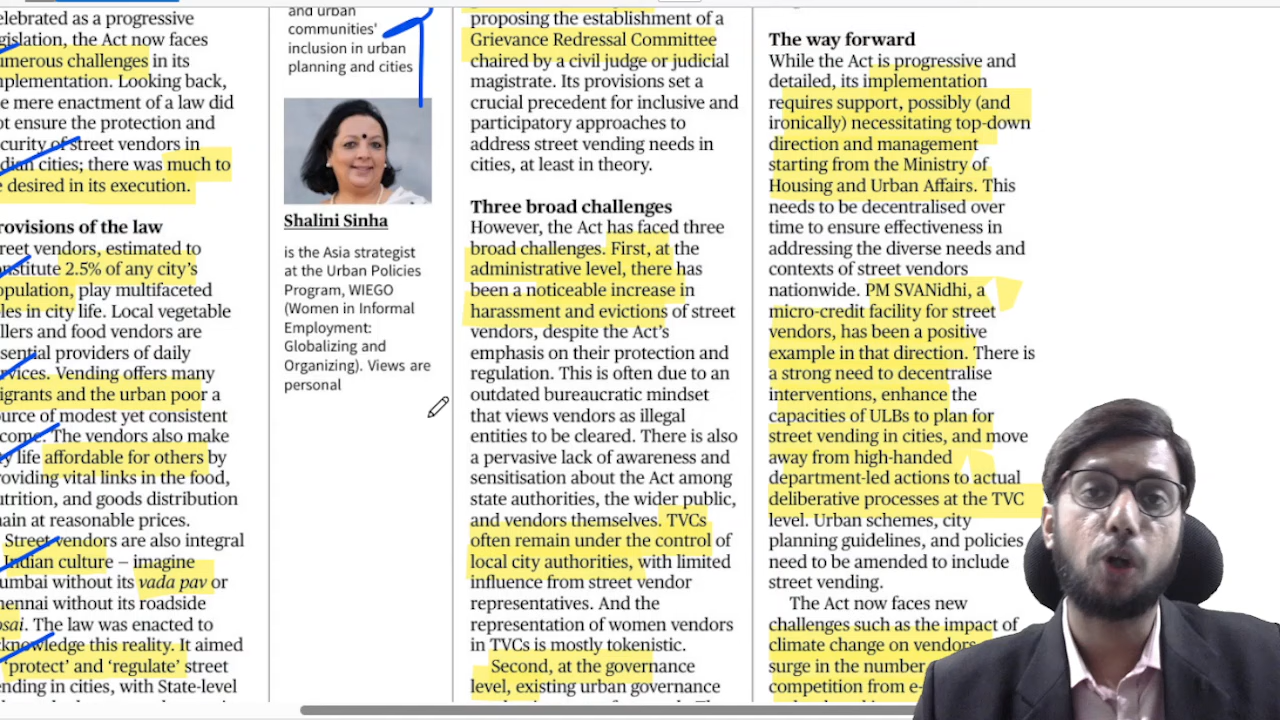 elebrated as a progressive
gislation, the Act now faces
umerous challenges in its
mplementation. Looking back,
e mere enactment of a law did
ot ensure the protection and
curity of street vendors in
dian cities; there was much to
e desired in its execution.
rovisions of the law
reet vendors, estimated to
nstitute 2.5% of any city's
opulation, play multifaceted
les in city life. Local vegetable
llers and food vendors are
sential providers of daily
rvices. Vending offers many
igrants and the urban poor a
ource of modest yet consistent
come. The vendors also make
ty life affordable for others by
roviding vital links in the food,
utrition, and goods distribution
hain at reasonable prices.
Street vendors are also integral
Indian culture – imagine
umbai without its vada pav or
hennai without its roadside
osai. The law was enacted to
cknowledge this reality. It aimed
'protect' and 'regulate' street
ending in cities, with State-level
and urban
communities'
inclusion in urban
planning and cities
Shalini Sinha
is the Asia strategist
at the Urban Policies
Program, WIEGO
(Women in Informal
Employment:
Globalizing and
Organizing). Views are
personal
proposing the establishment of a
Grievance Redressal Committee
chaired by a civil judge or judicial
magistrate. Its provisions set a
crucial precedent for inclusive and
participatory approaches to
address street vending needs in
cities, at least in theory.
Three broad challenges
However, the Act has faced three
broad challenges. First, at the
administrative level, there has
been a noticeable increase in
harassment and evictions of street
vendors, despite the Act's
emphasis on their protection and
regulation. This is often due to an
outdated bureaucratic mindset
that views vendors as illegal
entities to be cleared. There is also
a pervasive lack of awareness and
sensitisation about the Act among
state authorities, the wider public,
and vendors themselves. TVCs
often remain under the control of
local city authorities, with limited
influence from street vendor
representatives. And the
representation of women vendors
in TVCs is mostly tokenistic.
Second, at the governance
level, existing urban governance
The way forward
While the Act is progressive and
detailed, its implementation
requires support, possibly (and
ironically) necessitating top-down
direction and management
starting from the Ministry of
Housing and Urban Affairs. This
needs to be decentralised over
time to ensure effectiveness in
addressing the diverse needs and
contexts of street vendors
nationwide. PM SVANidhi, a
micro-credit facility for street
vendors, has been a positive
example in that direction. There is
a strong need to decentralise
interventions, enhance the
capacities of ULBs to plan for
street vending in cities, and move
away from high-handed
department-led actions to actual
deliberative processes at the TVC
level. Urban schemes, city
planning guidelines, and policies
need to be amended to include
street vending.
The Act now faces new
challenges such as the impact of
climate change on vendors
surge in the number
competition from e-